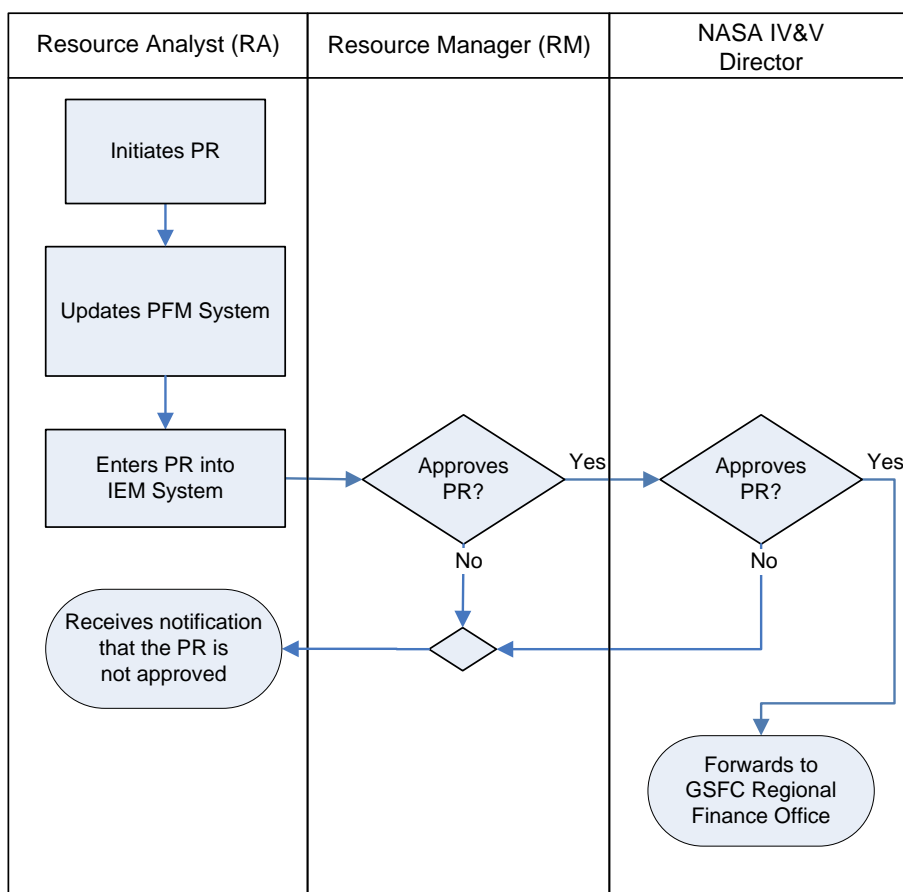 Resource Analyst (RA)
Resource Manager (RM)
NASA IV&V
Director
Initiates PR
Updates PFM System
Enters PR into
IEM System
Approves
PR?
Yes
No
Approves
PR?
Yes
No
Receives notification
that the PR is
not approved
Forwards to
GSFC Regional
Finance Office